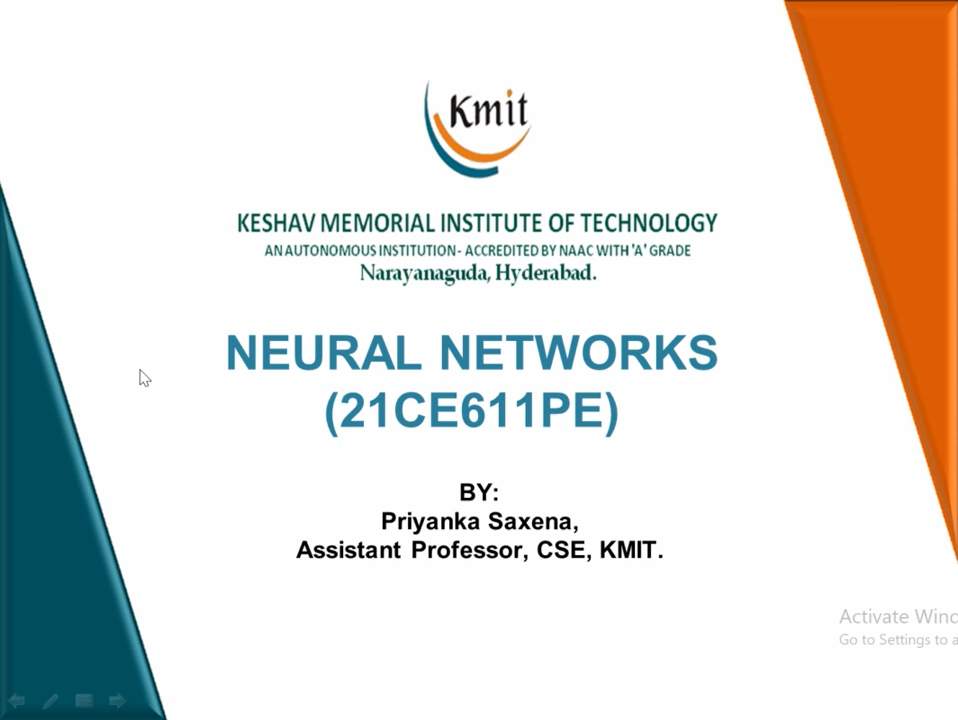 Kmit
KESHAV MEMORIAL INSTITUTE OF TECHNOLOGY
AN AUTONOMOUS INSTITUTION - ACCREDITED BY NAAC WITH 'A' GRADE
Narayanaguda, Hyderabad.
NEURAL NETWORKS
(21CE611PE)
BY:
Priyanka Saxena,
Assistant Professor, CSE, KMIT.
Activate Winc
Go to Settings to a